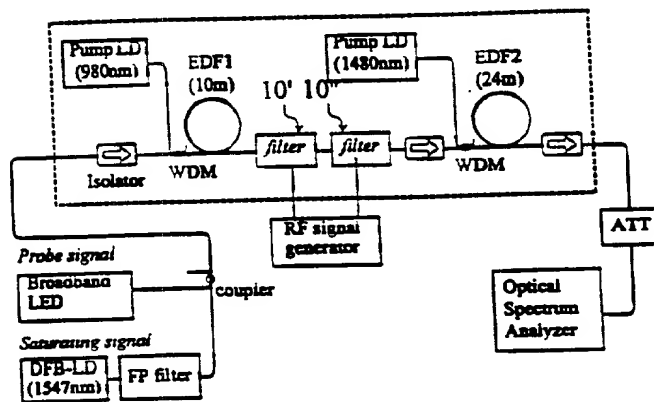 Pump LD
(980nm)
EDF1
(10m)
10' 10"
Pump LD
(1480nm)
EDF2
(24m)
filter
filter
Isolator
WDM
WDM
RF signal
generator
ATT
Probe signal
Broadband
LED
coupler
Optical
Spectrum
Analyzer
Saturating signal
DFB-LD
(1547nm)
FP filter